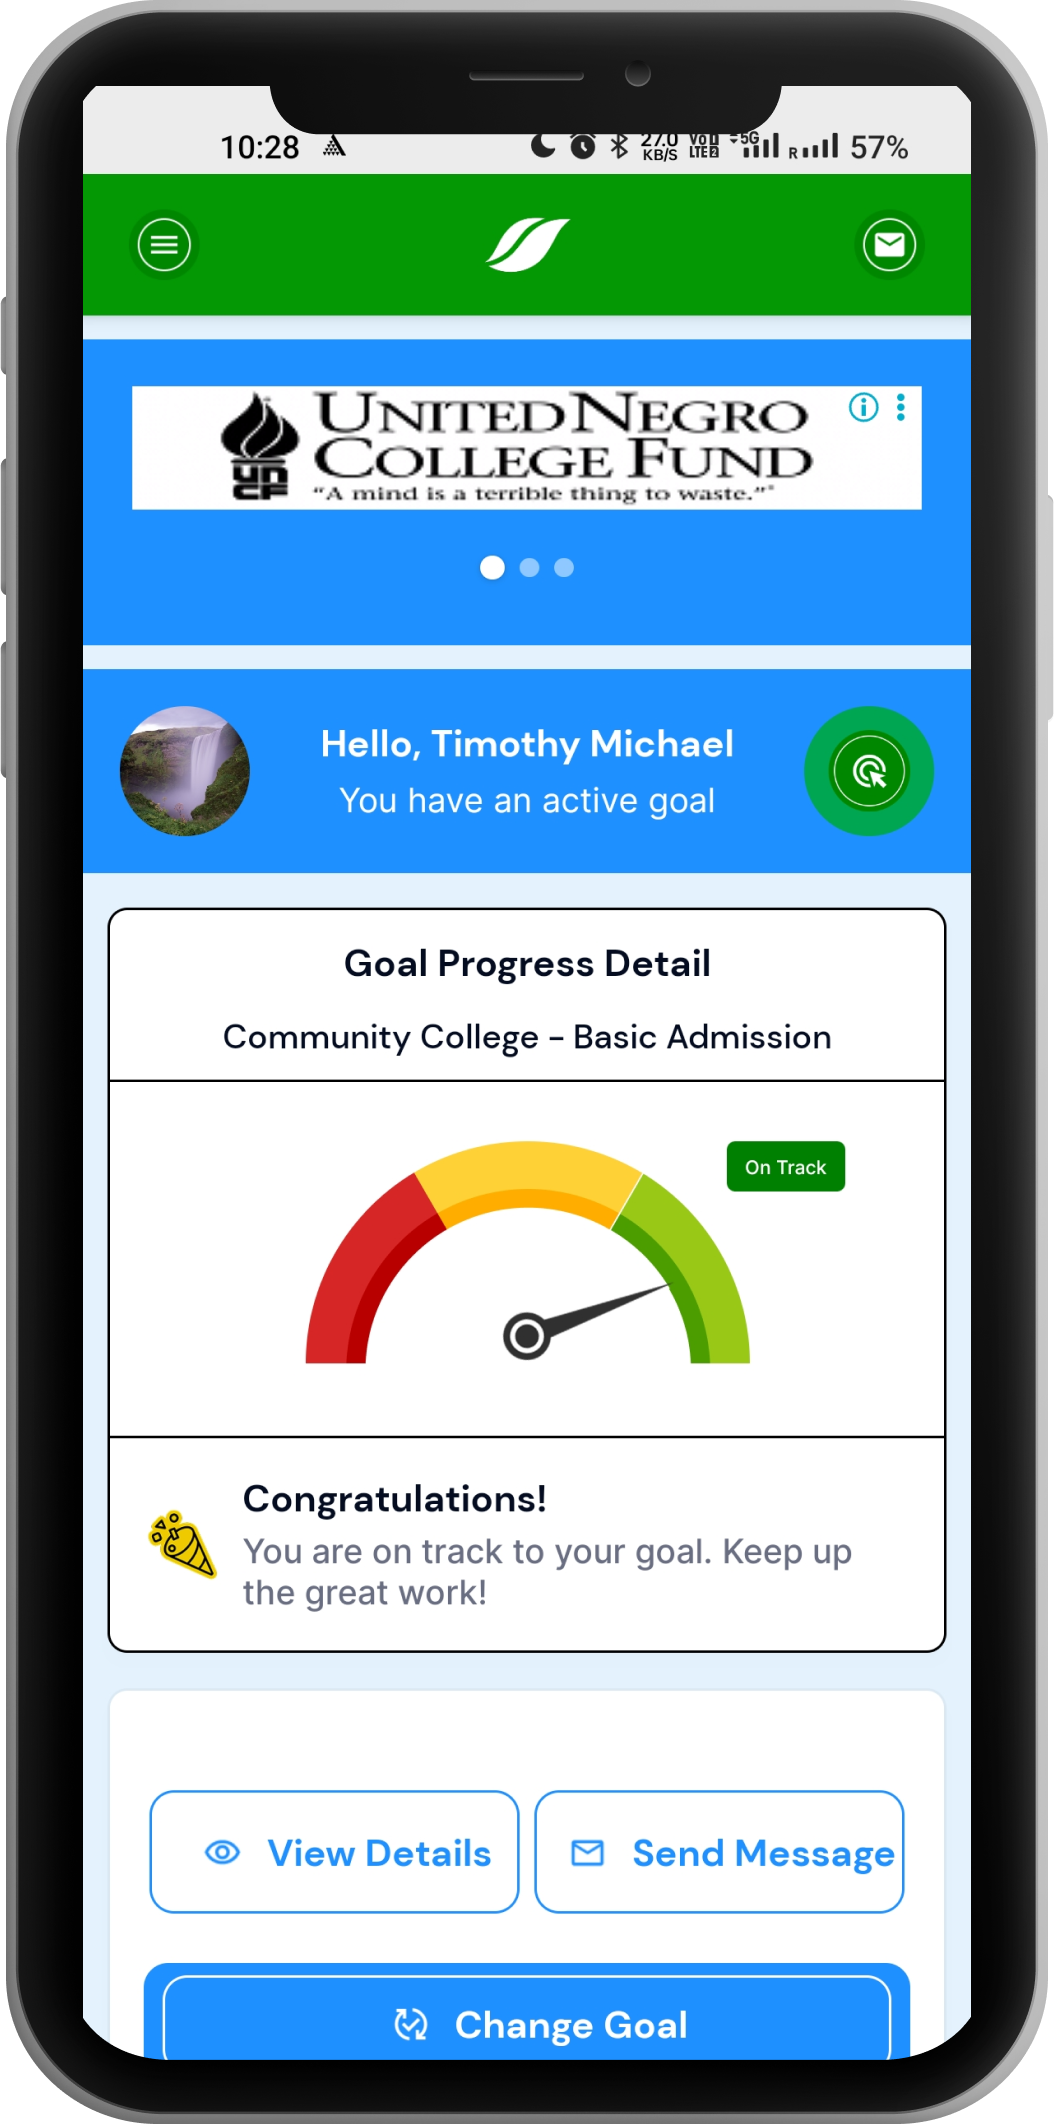 10:28 27.0 KB/S Vo LTE 2 5G R 57%
UNITED NEGRO
COLLEGE FUND
UNCF
“A mind is a terrible thing to waste.”®
Hello, Timothy Michael
You have an active goal
Goal Progress Detail
Community College - Basic Admission
On Track
Congratulations!
You are on track to your goal. Keep up
the great work!
View Details
Send Message
Change Goal